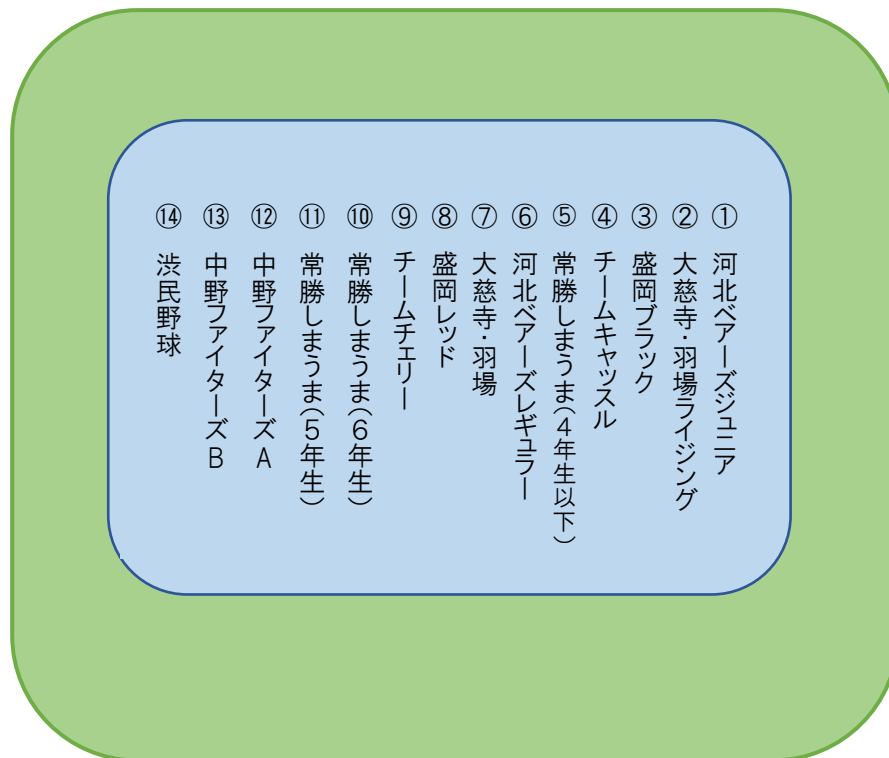 ① 河北ベアーズジュニア
② 大慈寺・羽場ライジング
③ 盛岡ブラック
④ チームキャッスル
⑤ 常勝しまうま(4年生以下)
⑥ 河北ベアーズレギュラー
⑦ 大慈寺・羽場
⑧ 盛岡レッド
⑨ チームチェリー
⑩ 常勝しまうま(6年生)
⑪ 常勝しまうま(5年生)
⑫ 中野ファイターズA
⑬ 中野ファイターズB
⑭ 渋民野球